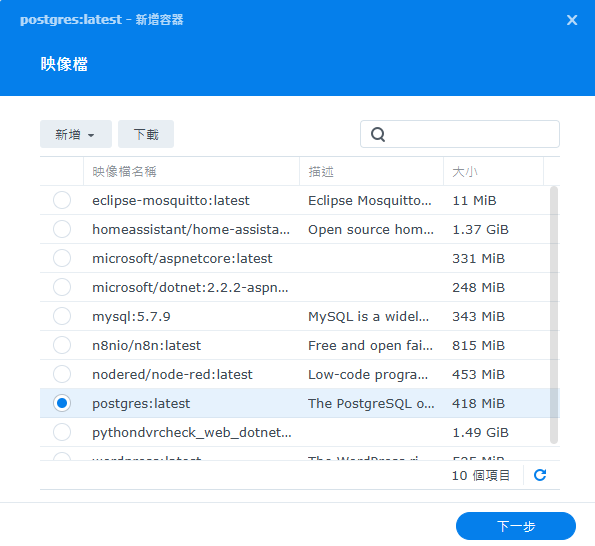 postgres:latest - 新增容器
映像檔
新增 下載
映像檔名稱 描述 大小
eclipse-mosquitto:latest Eclipse Mosquitto... 11 MiB
homeassistant/home-assista... Open source hom... 1.37 GiB
microsoft/aspnetcore:latest 331 MiB
microsoft/dotnet:2.2.2-aspn... 248 MiB
mysql:5.7.9 MySQL is a widel... 343 MiB
n8nio/n8n:latest Free and open fai... 815 MiB
nodered/node-red:latest Low-code progra... 453 MiB
postgres:latest The PostgreSQL o... 418 MiB
pythondvrcheck_web_dotnet... 1.49 GiB
wordpress:latest The WordPress ri...
10 個項目
下一步